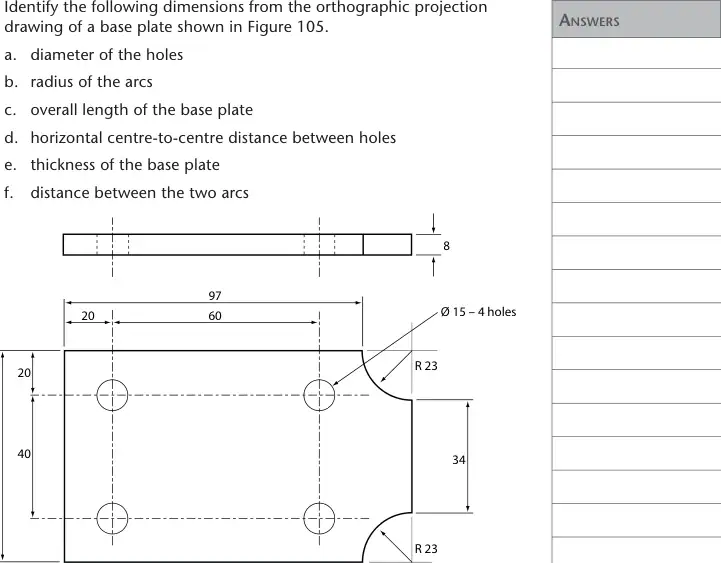 Identify the following dimensions from the orthographic projection
drawing of a base plate shown in Figure 105.
a. diameter of the holes
b. radius of the arcs
c. overall length of the base plate
d. horizontal centre-to-centre distance between holes
e. thickness of the base plate
f. distance between the two arcs
ANSWERS
8
97
20
60
Ø 15 – 4 holes
20
R 23
40
34
R 23